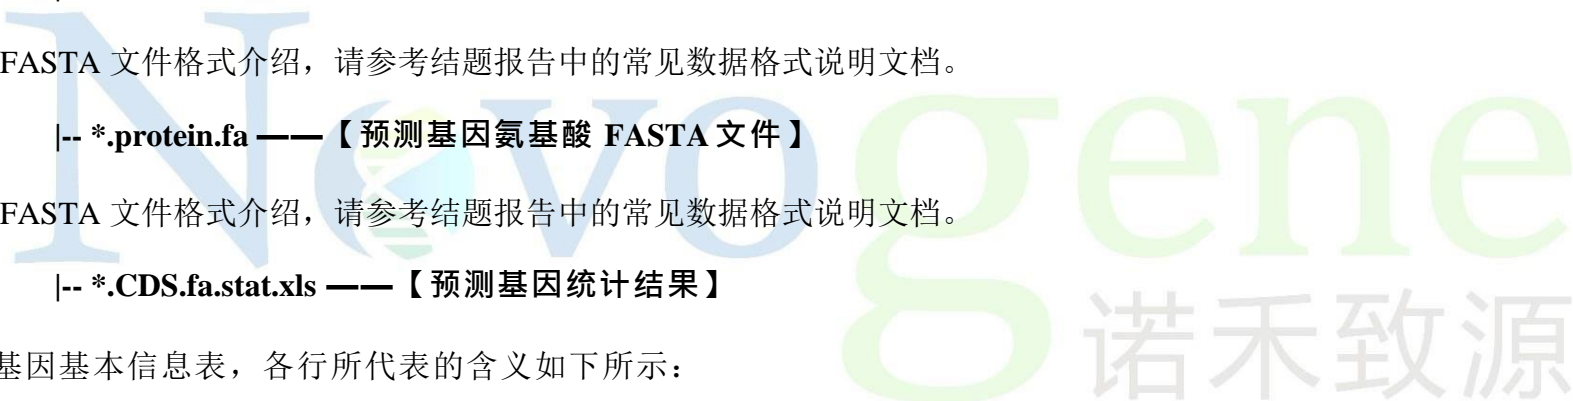 FASTA 文件格式介绍，请参考结题报告中的常见数据格式说明文档。
|-- *.protein.fa ——【预测基因氨基酸 FASTA 文件】
FASTA 文件格式介绍，请参考结题报告中的常见数据格式说明文档。
|-- *.CDS.fa.stat.xls ——【预测基因统计结果】
基因基本信息表，各行所代表的含义如下所示：
Novogene
诺禾致源